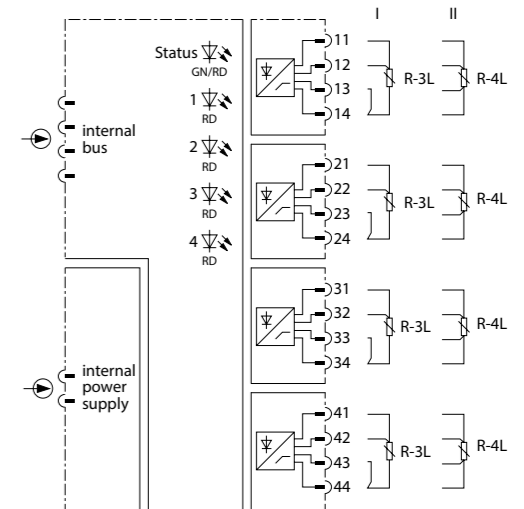 I II
Status
GN/RD
1
RD
2
RD
3
RD
4
RD
internal
bus
internal
power
supply
11
12
13
14
R-3L R-4L
21
22
23
24
R-3L R-4L
31
32
33
34
R-3L R-4L
41
42
43
44
R-3L R-4L